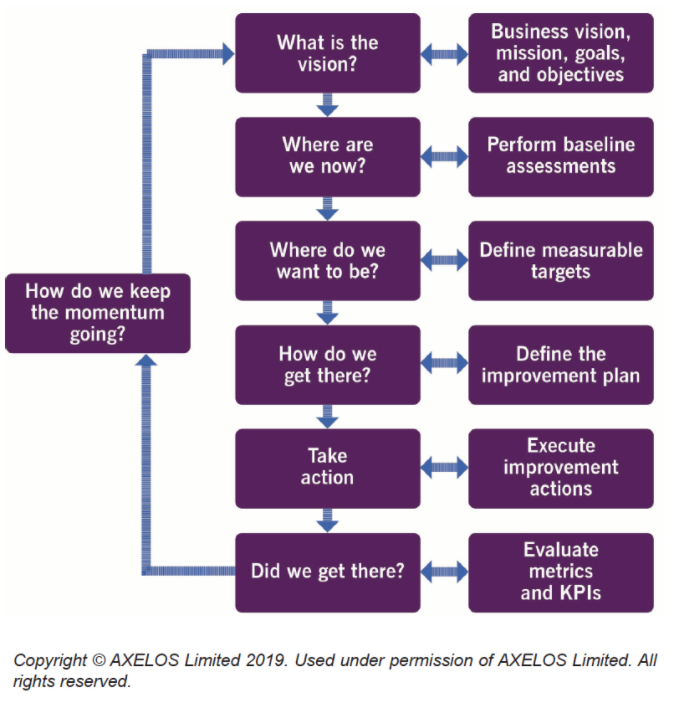 What is the
vision?
Business vision,
mission, goals,
and objectives
Where are
we now?
Perform baseline
assessments
Where do we
want to be?
Define measurable
targets
How do we keep
the momentum
going?
How do we
get there?
Define the
improvement plan
Take
action
Execute
improvement
actions
Did we get there?
Evaluate
metrics
and KPIs
Copyright © AXELOS Limited 2019. Used under permission of AXELOS Limited. All
rights reserved.